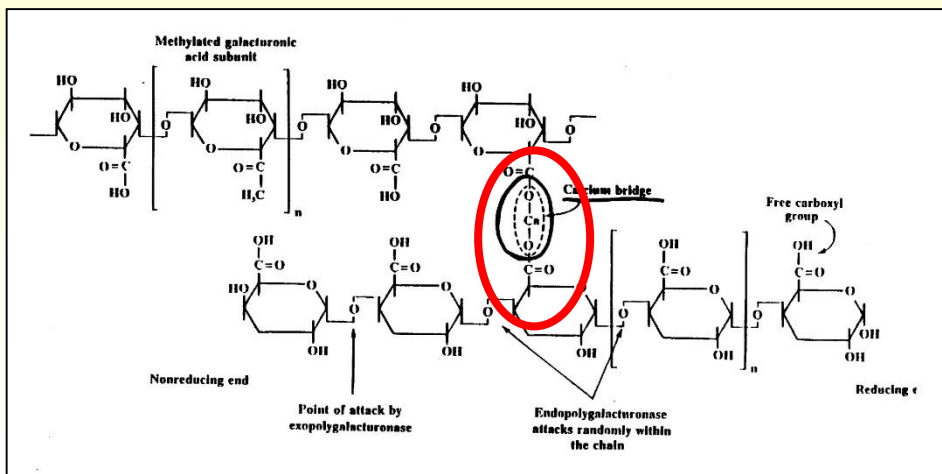 Methylated galacturonic
acid subunit
HO HO HO HO
HO HO HO HO
O O O O
O O O O
O=C O=C O=C O=C
HO H₃C HO
n
O
Ca
O
Calcium bridge
Free carboxyl
group
OH OH OH OH
C=O C=O C=O C=O C=O
HO O O O O O
O O O O
OH OH OH OH OH OH
n
Nonreducing end
Reducing e
Point of attack by
exopolygalacturonase
Endopolygalacturonase
attacks randomly within
the chain